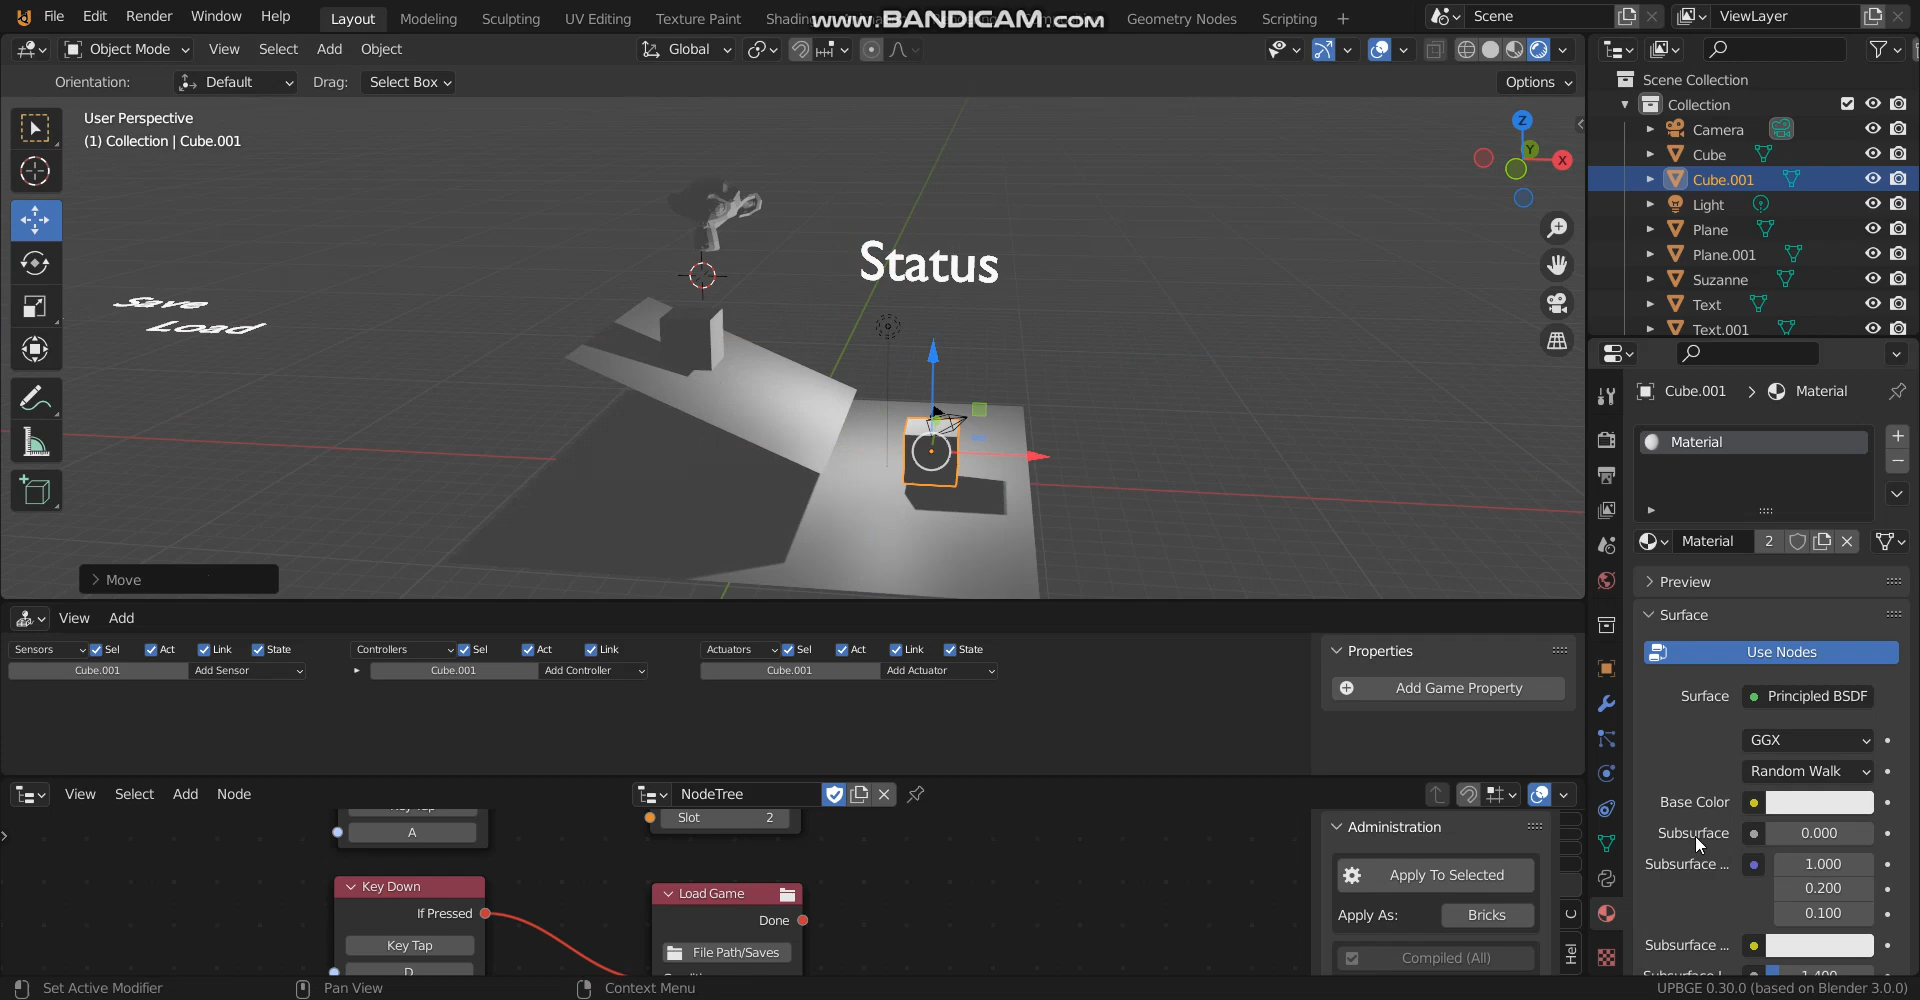 File Edit Render Window Help Layout Modeling Sculpting UV Editing Texture Paint Shading www.BANDICAM.com Geometry Nodes Scripting Scene ViewLayer
Object Mode View Select Add Object Global
Orientation: Default Drag: Select Box Options
User Perspective
(1) Collection | Cube.001
Z
Y
X
Status
Save
Load
Move
Scene Collection
Collection
Camera
Cube
Cube.001
Light
Plane
Plane.001
Suzanne
Text
Text.001
Cube.001 Material
Material
Material 2
Preview
Surface
Use Nodes
Surface Principled BSDF
GGX
Random Walk
Base Color
Subsurface 0.000
Subsurface ... 1.000
0.200
0.100
Subsurface ...
View Add
Sensors Sel Act Link State Controllers Sel Act Link Actuators Sel Act Link State
Cube.001 Add Sensor Cube.001 Add Controller Cube.001 Add Actuator
Properties
Add Game Property
View Select Add Node NodeTree
A
Slot 2
Key Down
If Pressed
Key Tap
D
Load Game
Done
File Path/Saves
Administration
Apply To Selected
Apply As: Bricks
Compiled (All)
C
Hel
Set Active Modifier Pan View Context Menu UPBGE 0.30.0 (based on Blender 3.0.0)